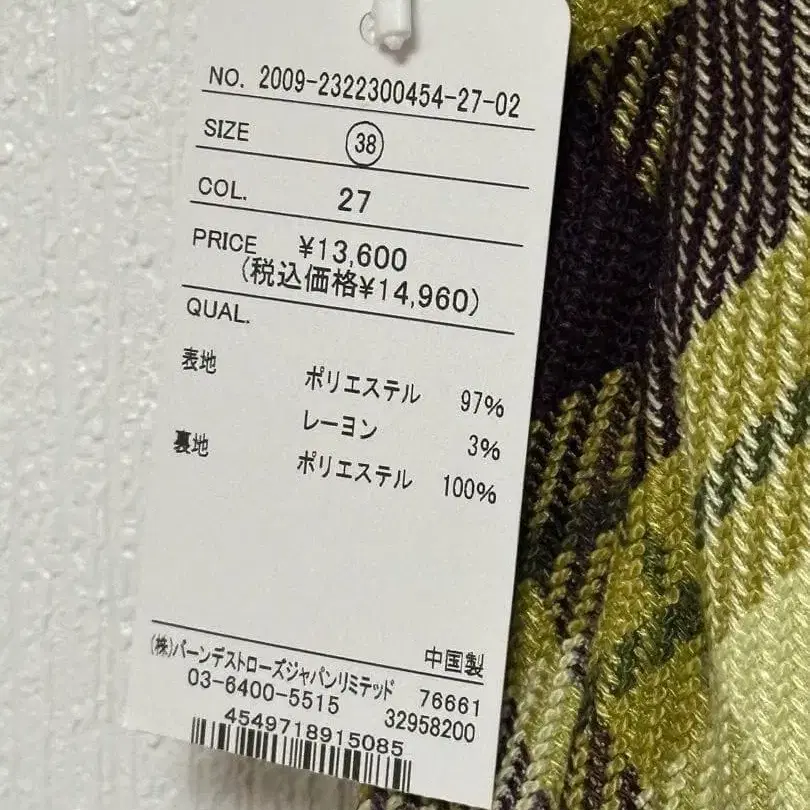 NO. 2009-2322300454-27-02
SIZE 38
COL. 27
PRICE ¥13,600
(税込価格¥14,960)
QUAL.
表地 ポリエステル 97%
レーヨン 3%
裏地 ポリエステル 100%
中国製
(株)バーンデストローズジャパンリミテッド 76661
03-6400-5515 32958200
4549718915085